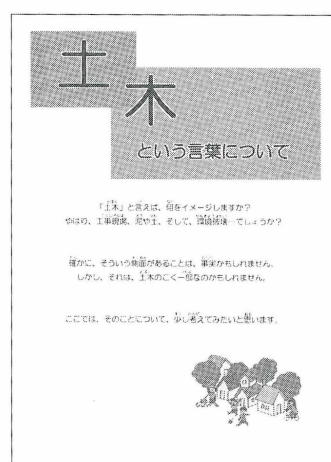 土木
という言葉について
「土木」と言えば、何をイメージしますか？
やはり、工事現場、泥や土、そして、環境破壊…でしょうか？
確かに、そういう側面があることは、事実かもしれません。
しかし、それは、土木のごく一部なのかもしれません。
ここでは、そのことについて、少し考えてみたいと思います。